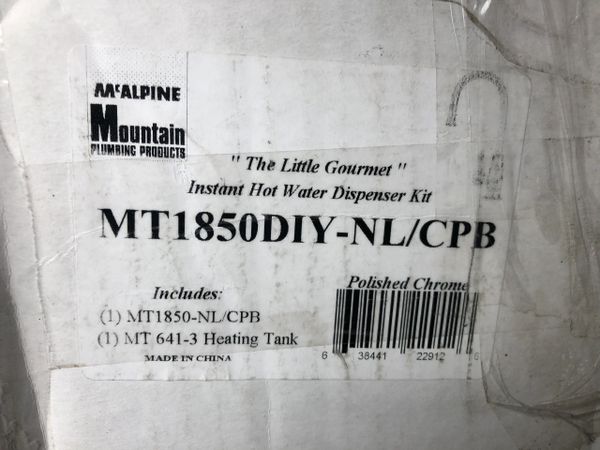 McALPINE
Mountain
PLUMBING PRODUCTS
" The Little Gourmet "
Instant Hot Water Dispenser Kit
MT1850DIY-NL/CPB
Polished Chrome
Includes:
(1) MT1850-NL/CPB
(1) MT 641-3 Heating Tank
MADE IN CHINA
6 38441 22912 6